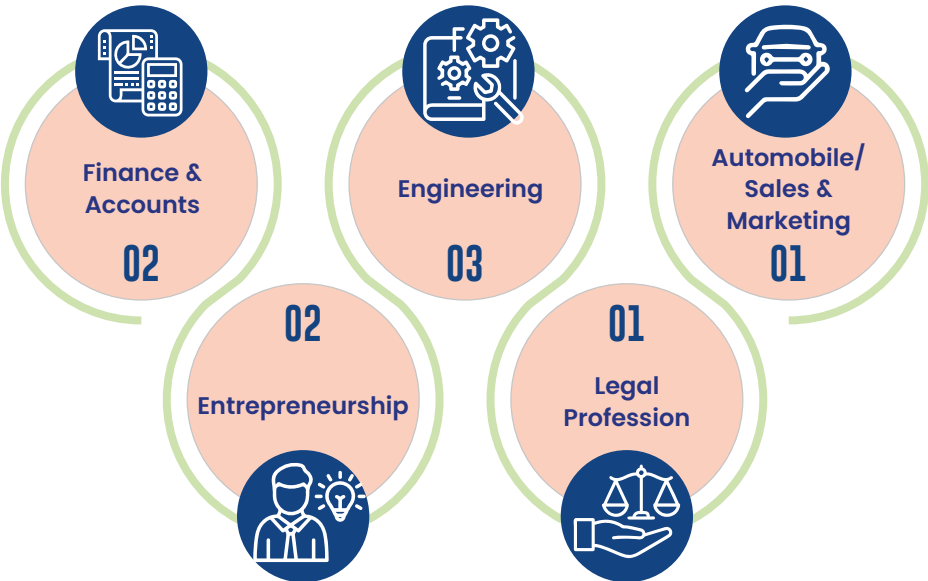 Finance &
Accounts
02
Engineering
03
Automobile/
Sales &
Marketing
01
02
Entrepreneurship
01
Legal
Profession